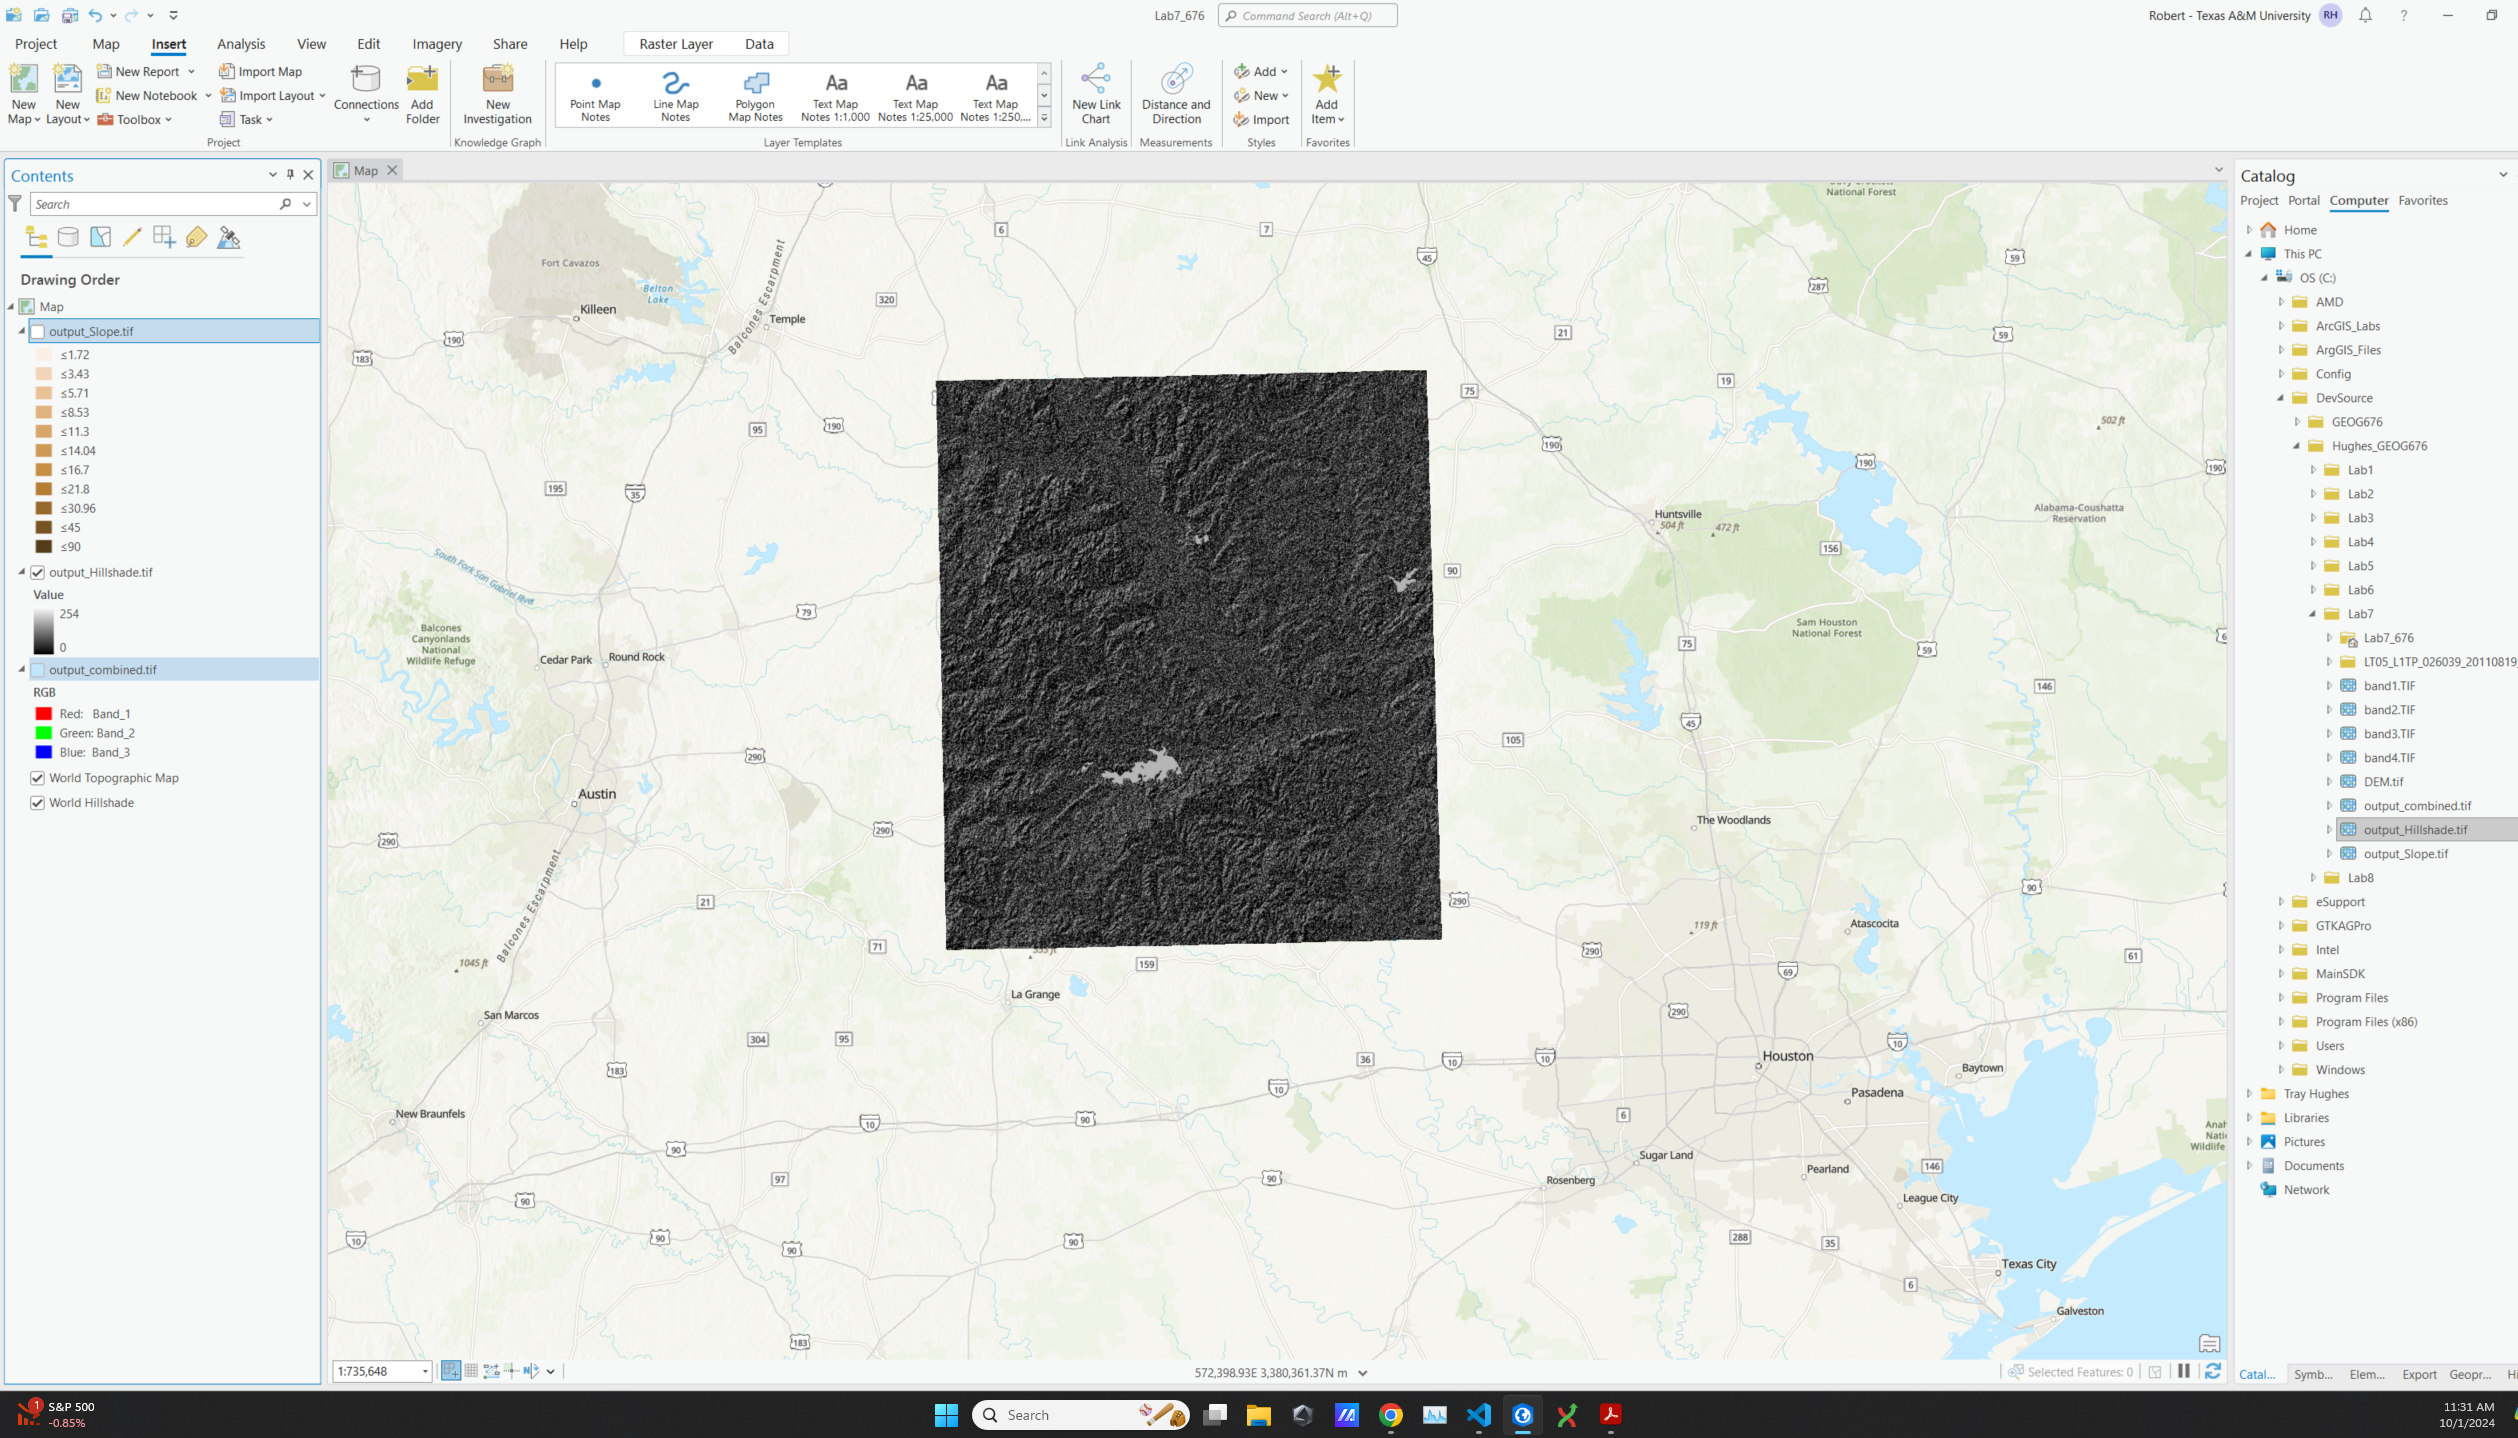 Lab7_676
Command Search (Alt+Q)
Robert - Texas A&M University
RH
?
Project
Map
Insert
Analysis
View
Edit
Imagery
Share
Help
Raster Layer
Data
New Map
New Layout
New Report
New Notebook
Toolbox
Import Map
Import Layout
Task
Connections
Add Folder
Project
New Investigation
Knowledge Graph
Point Map Notes
Line Map Notes
Polygon Map Notes
Aa
Text Map Notes 1:1,000
Aa
Text Map Notes 1:25,000
Aa
Text Map Notes 1:250,...
Layer Templates
New Link Chart
Link Analysis
Distance and Direction
Measurements
Add
New
Import
Styles
Add Item
Favorites
Contents
Search
Drawing Order
Map
output_Slope.tif
≤1.72
≤3.43
≤5.71
≤8.53
≤11.3
≤14.04
≤16.7
≤21.8
≤30.96
≤45
≤90
output_Hillshade.tif
Value
254
0
output_combined.tif
RGB
Red: Band_1
Green: Band_2
Blue: Band_3
World Topographic Map
World Hillshade
Map
National Forest
6
7
45
59
287
Fort Cavazos
Belton Lake
Killeen
Temple
Balcones Escarpment
320
190
183
21
59
19
75
95
190
190
502 ft
190
190
195
35
Huntsville
504 ft
472 ft
Alabama-Coushatta Reservation
156
South Fork San Gabriel River
90
79
Balcones Canyonlands National Wildlife Refuge
Cedar Park
Round Rock
Sam Houston National Forest
75
59
6
146
45
105
290
Austin
290
290
The Woodlands
Balcones Escarpment
21
290
90
71
119 ft
Atascocita
290
1045 ft
159
69
61
La Grange
San Marcos
290
304
95
183
36
10
10
10
Houston
Baytown
10
Pasadena
New Braunfels
10
90
6
90
Sugar Land
Pearland
146
97
90
Rosenberg
League City
90
10
90
90
90
288
35
Texas City
6
Galveston
183
1:735,648
572,398.93E 3,380,361.37N m
Selected Features: 0
Catalog
Project
Portal
Computer
Favorites
Home
This PC
OS (C:)
AMD
ArcGIS_Labs
ArgGIS_Files
Config
DevSource
GEOG676
Hughes_GEOG676
Lab1
Lab2
Lab3
Lab4
Lab5
Lab6
Lab7
Lab7_676
LT05_L1TP_026039_20110819
band1.TIF
band2.TIF
band3.TIF
band4.TIF
DEM.tif
output_combined.tif
output_Hillshade.tif
output_Slope.tif
Lab8
eSupport
GTKAGPro
Intel
MainSDK
Program Files
Program Files (x86)
Users
Windows
Tray Hughes
Libraries
Pictures
Documents
Network
Catal...
Symb...
Elem...
Export
Geopr...
Hi
1
S&P 500
-0.85%
Search
11:31 AM
10/1/2024